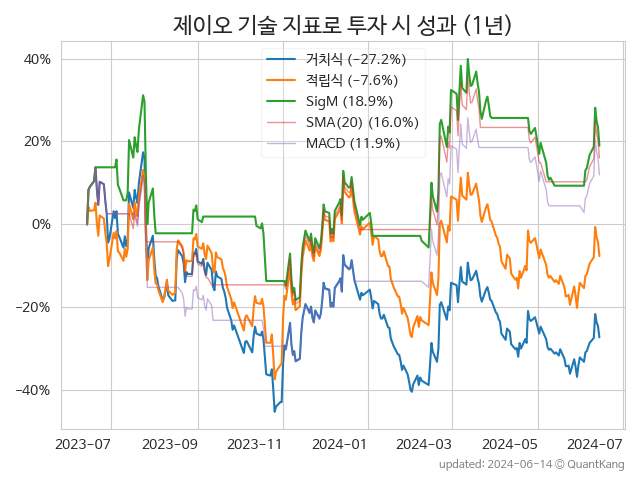 제이오 기술 지표로 투자 시 성과 (1년)
거치식 (−27.2%)
적립식 (−7.6%)
SigM (18.9%)
SMA(20) (16.0%)
MACD (11.9%)
40%
20%
0%
−20%
−40%
2023-07 2023-09 2023-11 2024-01 2024-03 2024-05 2024-07
updated: 2024-06-14 © QuantKang